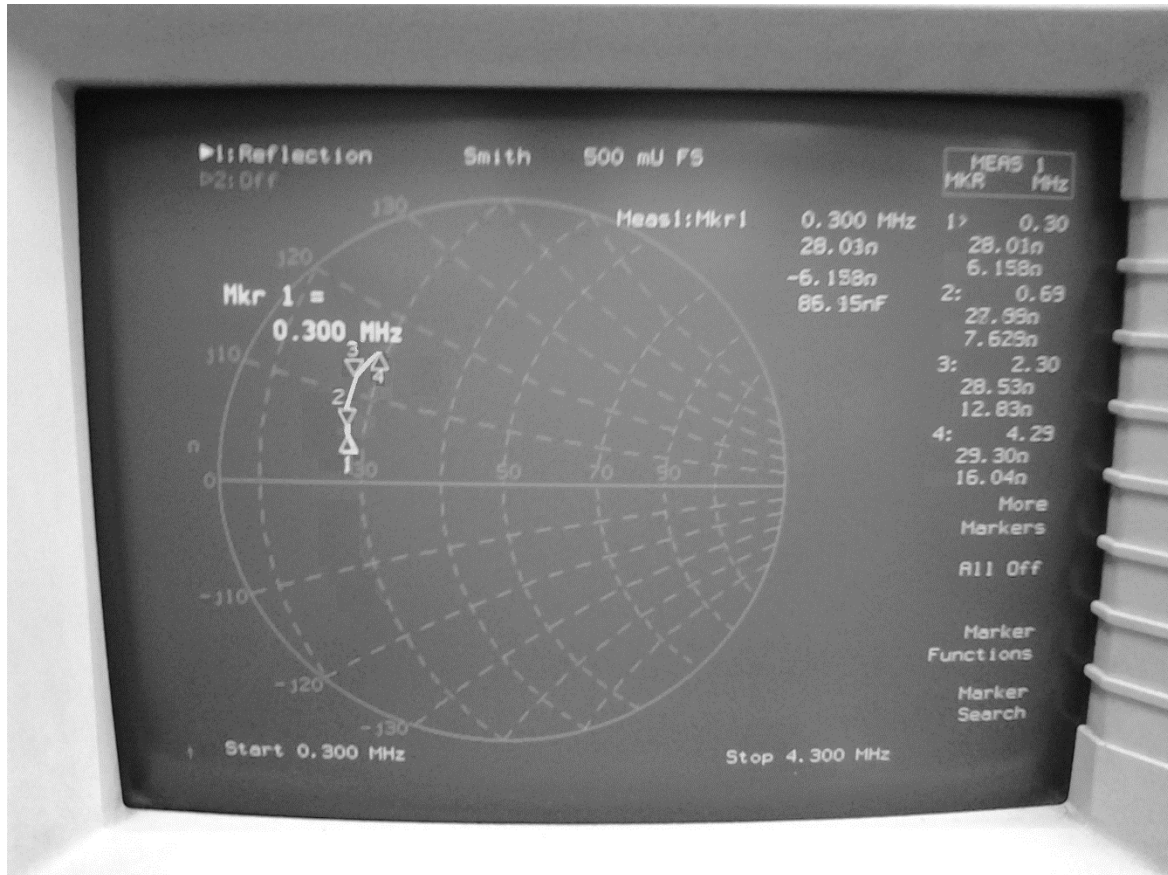 ▶1:Reflection Smith 500 mU FS
▷2:Off
MEAS 1
MKR MHz
Meas1:Mkr1 0.300 MHz
28.03n
-6.158n
86.15nF
1> 0.30
28.01n
6.158n
2: 0.69
27.99n
7.629n
3: 2.30
28.53n
12.83n
4: 4.29
29.30n
16.04n
More
Markers
All Off
Marker
Functions
Marker
Search
j30
j20
Mkr 1 =
0.300 MHz
j10
3
4
2
1
n
0
30 50 70 90
-j10
-j20
-j30
Start 0.300 MHz Stop 4.300 MHz